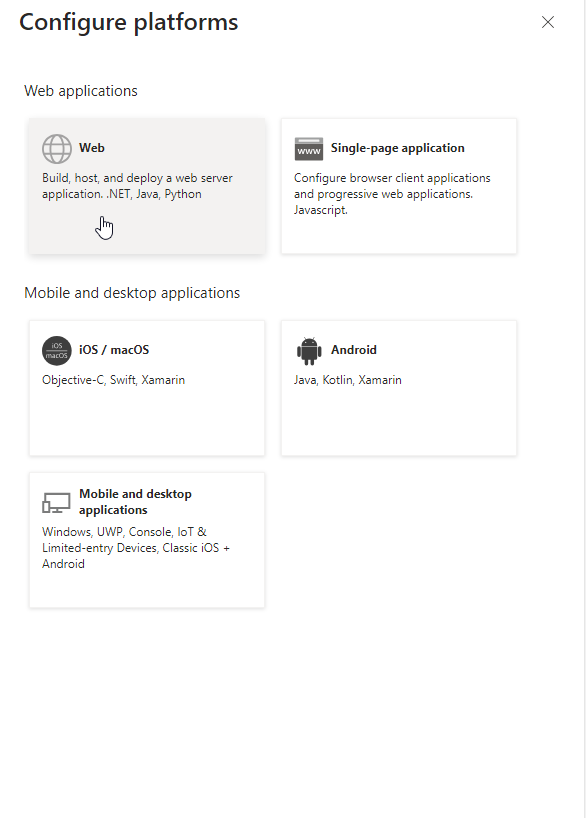 Configure platforms
Web applications
Web
Build, host, and deploy a web server
application. .NET, Java, Python
www
Single-page application
Configure browser client applications
and progressive web applications.
Javascript.
Mobile and desktop applications
iOS
macOS
iOS / macOS
Objective-C, Swift, Xamarin
Android
Java, Kotlin, Xamarin
Mobile and desktop
applications
Windows, UWP, Console, IoT &
Limited-entry Devices, Classic iOS +
Android